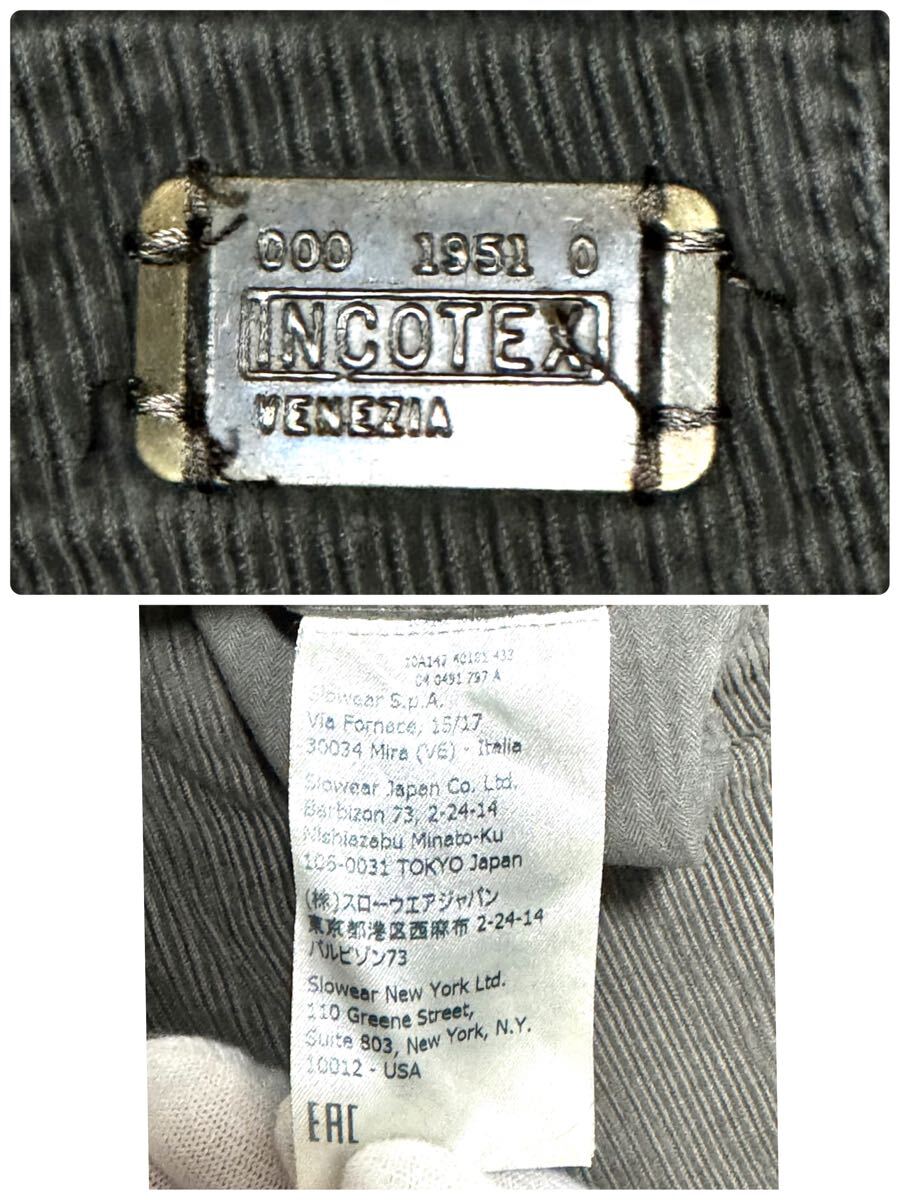 000 1951 0
INCOTEX
VENEZIA
10A147 40181 433
04 0491 797 A
Slowear S.p.A.
Via Fornace, 15/17
30034 Mira (VE) - Italia
Slowear Japan Co. Ltd.
Barbizon 73, 2-24-14
Nishiazabu Minato-Ku
106-0031 TOKYO Japan
(株)スローウエアジャパン
東京都港区西麻布 2-24-14
バルビゾン73
Slowear New York Ltd.
110 Greene Street,
Suite 803, New York, N.Y.
10012 - USA
EAC